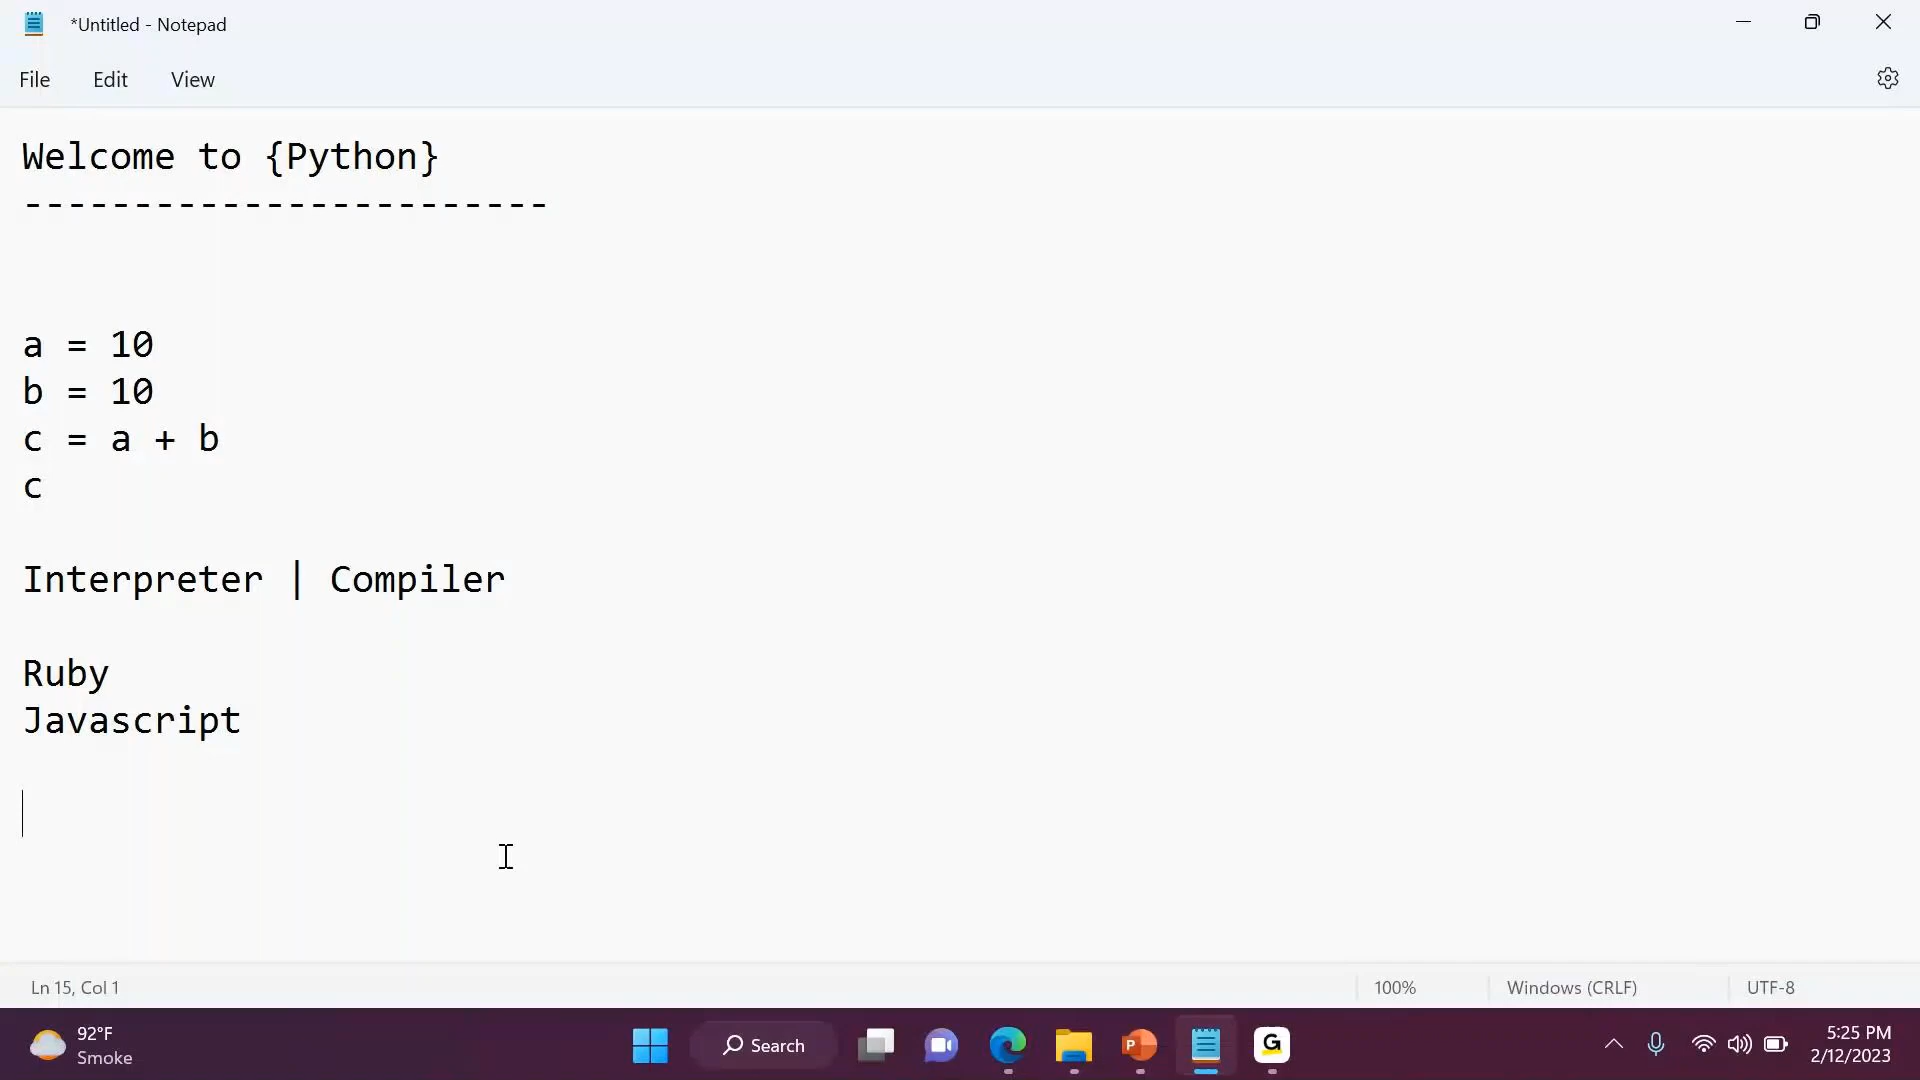 *Untitled - Notepad
File Edit View
Welcome to {Python}
------------------------
a = 10
b = 10
c = a + b
c
Interpreter | Compiler
Ruby
Javascript
Ln 15, Col 1 100% Windows (CRLF) UTF-8
92°F
Smoke
Search
P
G
5:25 PM
2/12/2023